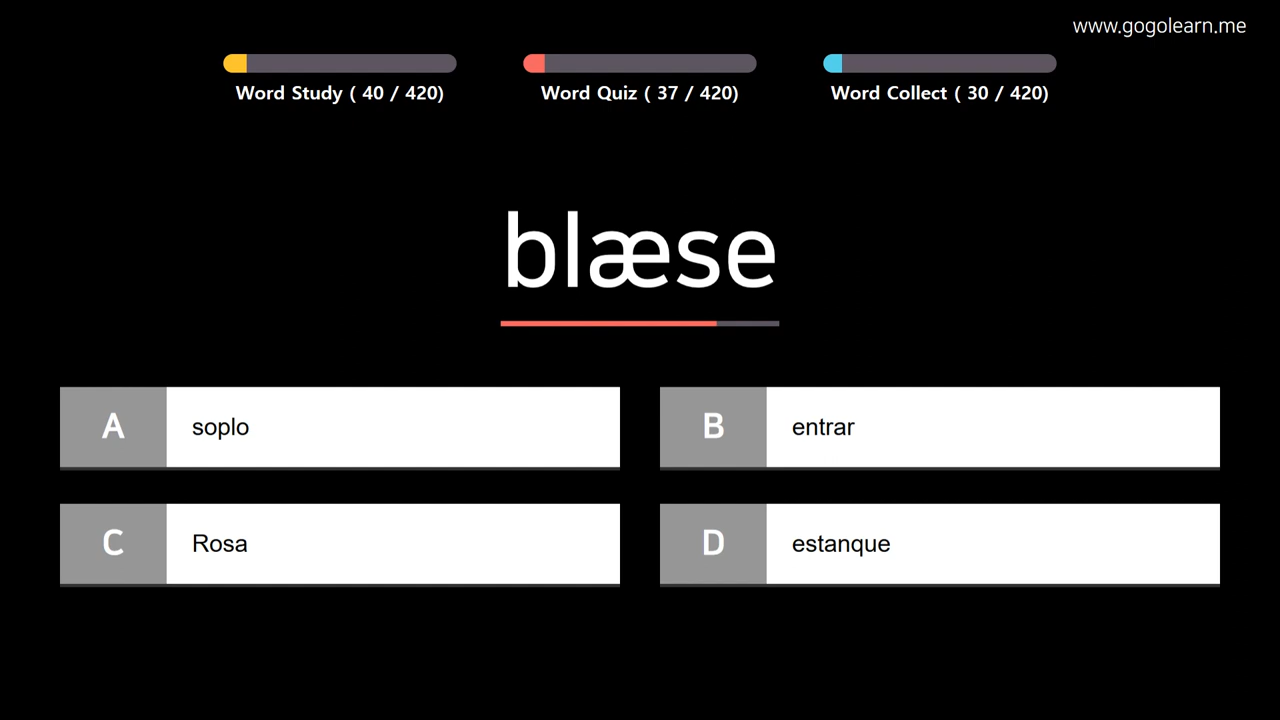 www.gogolearn.me
Word Study ( 40 / 420)
Word Quiz ( 37 / 420)
Word Collect ( 30 / 420)
blæse
A soplo
B entrar
C Rosa
D estanque